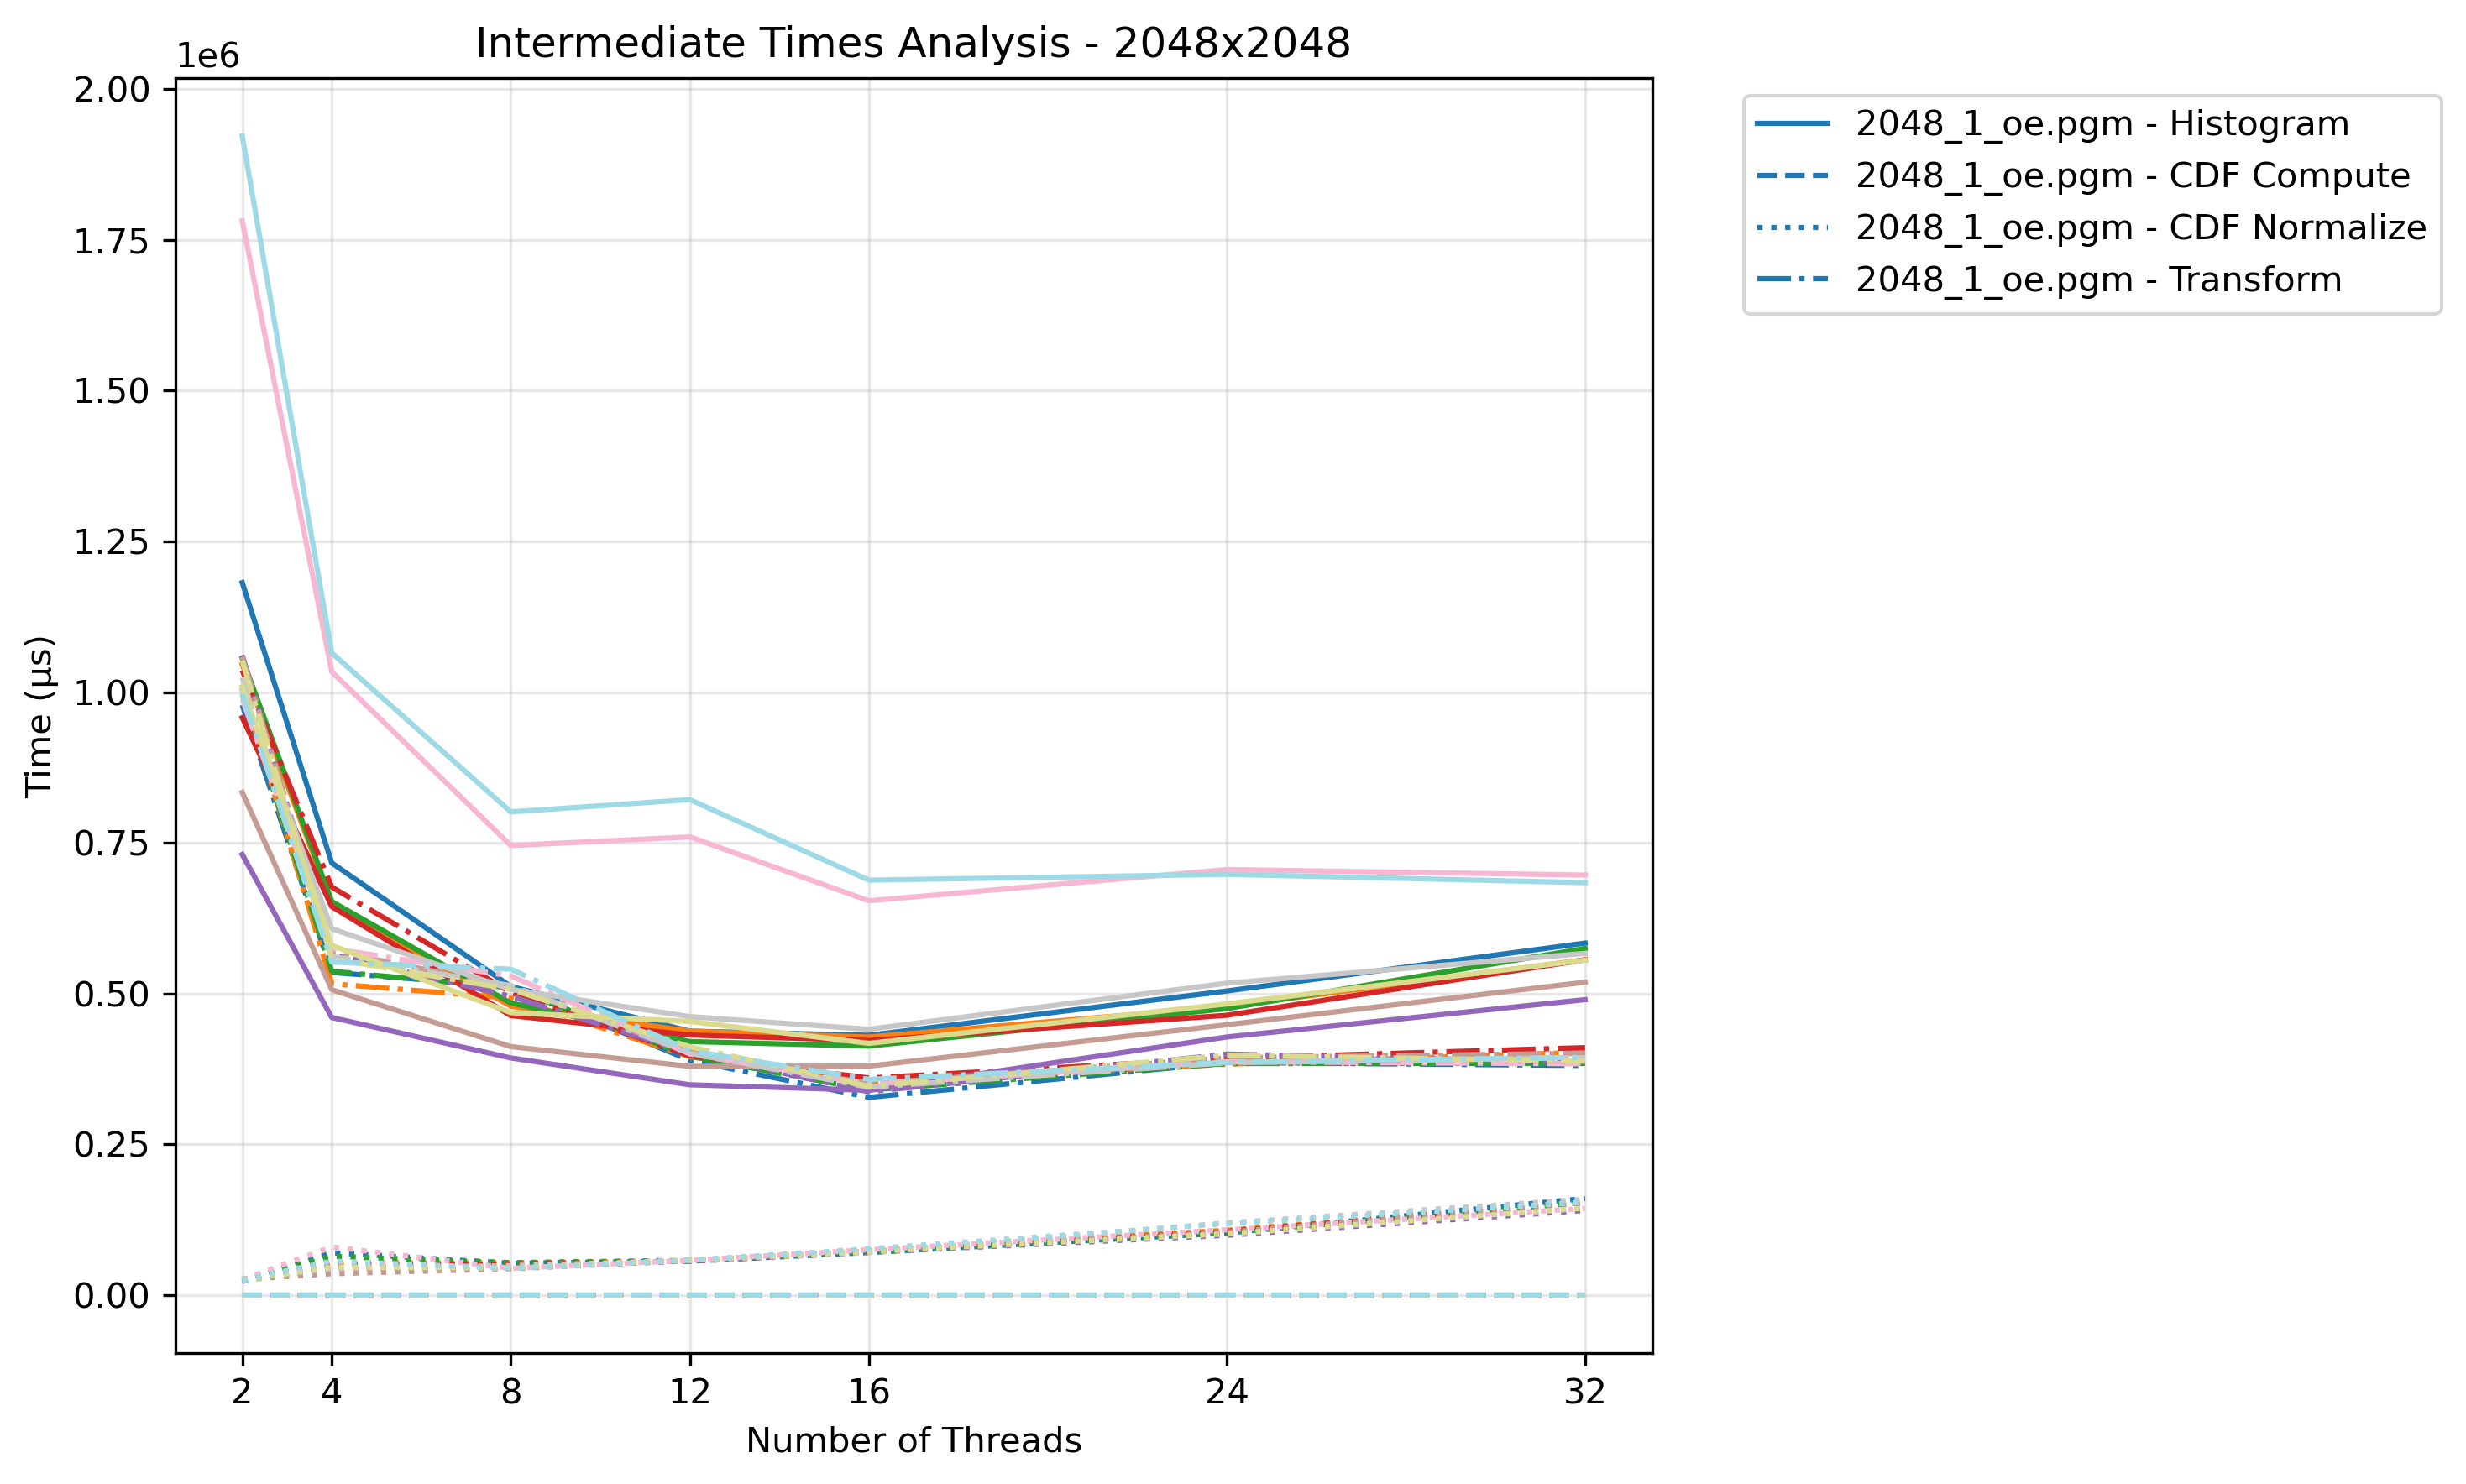 Intermediate Times Analysis - 2048x2048
1e6
2.00
1.75
1.50
1.25
1.00
0.75
0.50
0.25
0.00
Time (µs)
2 4 8 12 16 24 32
Number of Threads
2048_1_oe.pgm - Histogram
2048_1_oe.pgm - CDF Compute
2048_1_oe.pgm - CDF Normalize
2048_1_oe.pgm - Transform